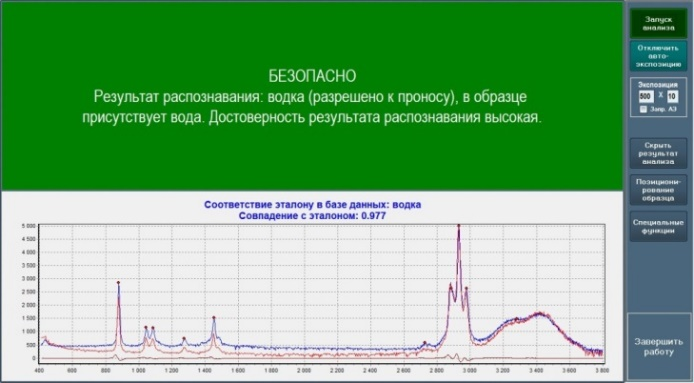 БЕЗОПАСНО
Результат распознавания: водка (разрешено к проносу), в образце
присутствует вода. Достоверность результата распознавания высокая.
Соответствие эталону в базе данных: водка
Совпадение с эталоном: 0.977
5 000
4 500
4 000
3 500
3 000
2 500
2 000
1 500
1 000
500
0
400 600 800 1 000 1 200 1 400 1 600 1 800 2 000 2 200 2 400 2 600 2 800 3 000 3 200 3 400 3 600 3 800
Запуск
анализа
Отключить
авто-
экспозицию
Экспозиция
500 X 10
Запр. АЭ
Скрыть
результат
анализа
Позициони-
рование
образца
Специальные
функции
Завершить
работу